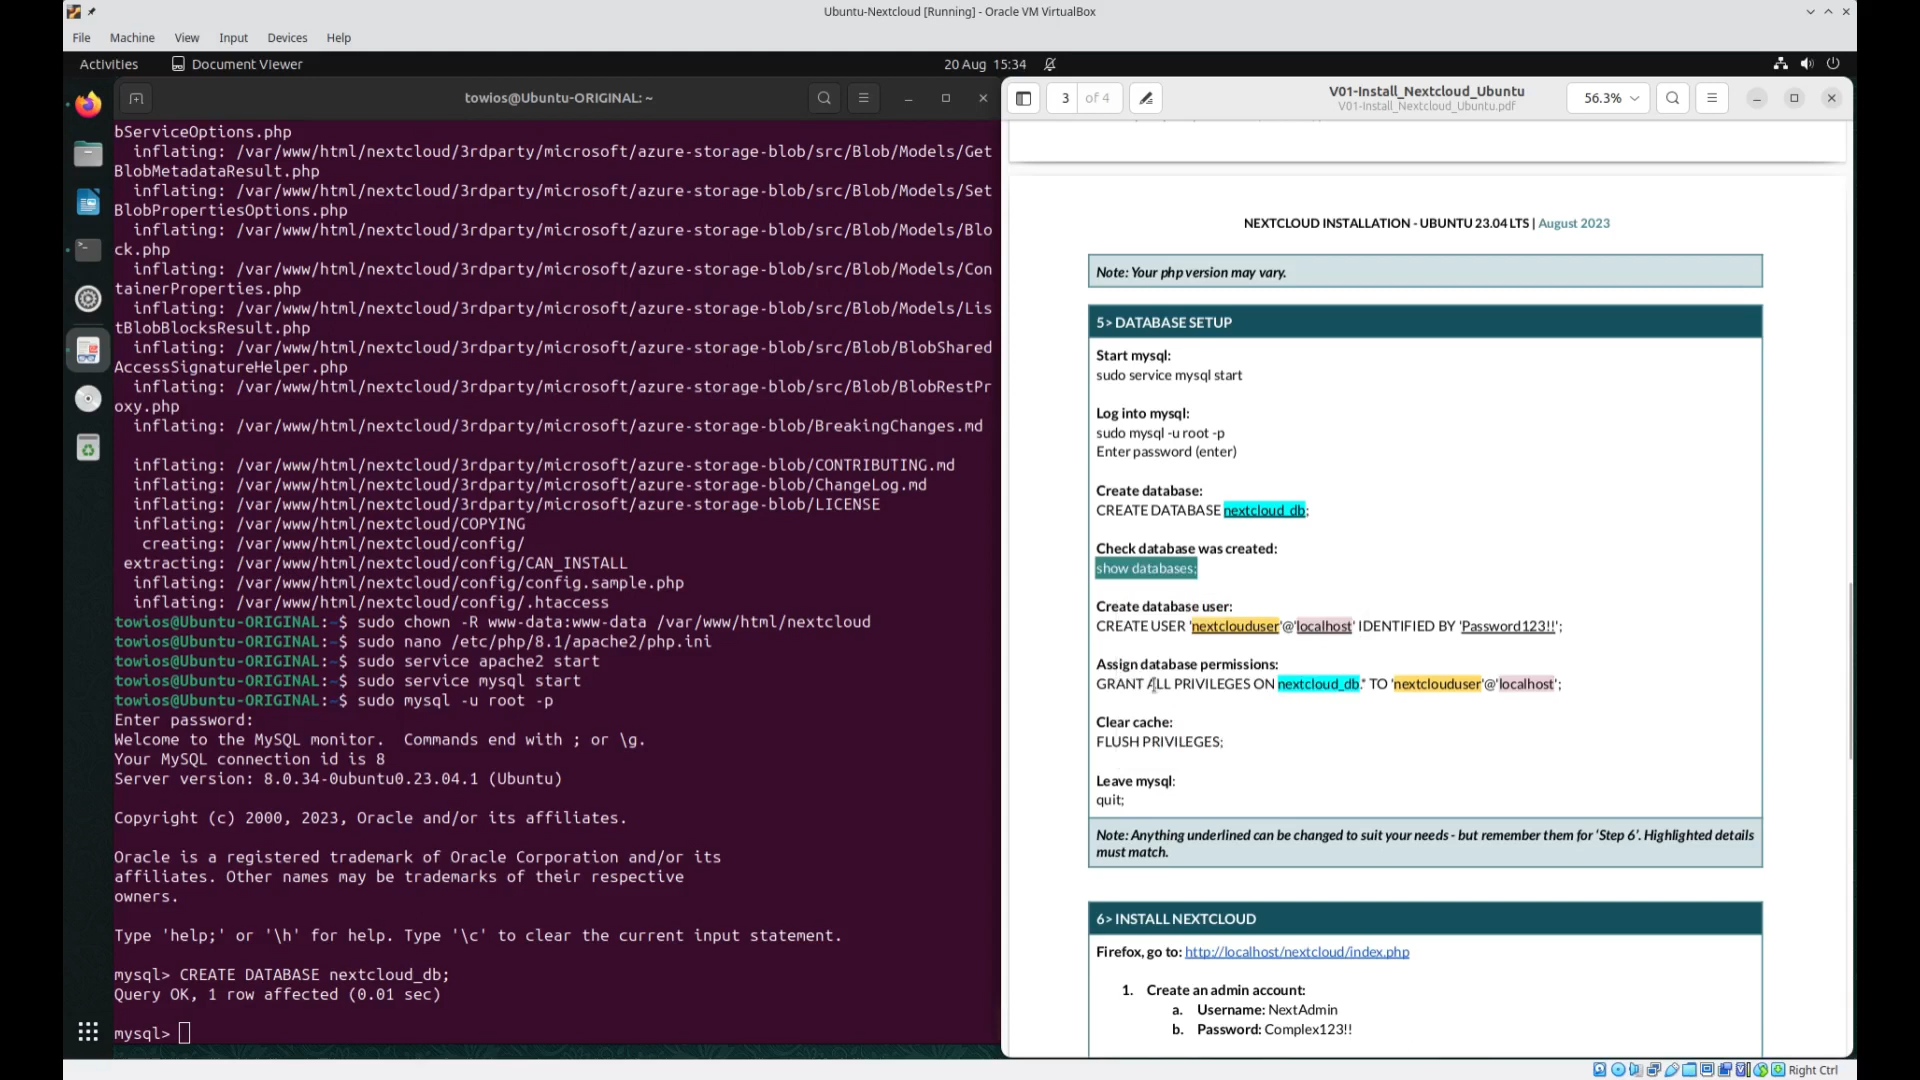 Ubuntu-Nextcloud [Running] - Oracle VM VirtualBox
File Machine View Input Devices Help
Activities Document Viewer 20 Aug 15:34
towios@Ubuntu-ORIGINAL: ~
bServiceOptions.php
inflating: /var/www/html/nextcloud/3rdparty/microsoft/azure-storage-blob/src/Blob/Models/Get
BlobMetadataResult.php
inflating: /var/www/html/nextcloud/3rdparty/microsoft/azure-storage-blob/src/Blob/Models/Set
BlobPropertiesOptions.php
inflating: /var/www/html/nextcloud/3rdparty/microsoft/azure-storage-blob/src/Blob/Models/Blo
ck.php
inflating: /var/www/html/nextcloud/3rdparty/microsoft/azure-storage-blob/src/Blob/Models/Con
tainerProperties.php
inflating: /var/www/html/nextcloud/3rdparty/microsoft/azure-storage-blob/src/Blob/Models/Lis
tBlobBlocksResult.php
inflating: /var/www/html/nextcloud/3rdparty/microsoft/azure-storage-blob/src/Blob/BlobShared
AccessSignatureHelper.php
inflating: /var/www/html/nextcloud/3rdparty/microsoft/azure-storage-blob/src/Blob/BlobRestPr
oxy.php
inflating: /var/www/html/nextcloud/3rdparty/microsoft/azure-storage-blob/BreakingChanges.md
inflating: /var/www/html/nextcloud/3rdparty/microsoft/azure-storage-blob/CONTRIBUTING.md
inflating: /var/www/html/nextcloud/3rdparty/microsoft/azure-storage-blob/ChangeLog.md
inflating: /var/www/html/nextcloud/3rdparty/microsoft/azure-storage-blob/LICENSE
inflating: /var/www/html/nextcloud/COPYING
creating: /var/www/html/nextcloud/config/
extracting: /var/www/html/nextcloud/config/CAN_INSTALL
inflating: /var/www/html/nextcloud/config/config.sample.php
inflating: /var/www/html/nextcloud/config/.htaccess
towios@Ubuntu-ORIGINAL:~$ sudo chown -R www-data:www-data /var/www/html/nextcloud
towios@Ubuntu-ORIGINAL:~$ sudo nano /etc/php/8.1/apache2/php.ini
towios@Ubuntu-ORIGINAL:~$ sudo service apache2 start
towios@Ubuntu-ORIGINAL:~$ sudo service mysql start
towios@Ubuntu-ORIGINAL:~$ sudo mysql -u root -p
Enter password:
Welcome to the MySQL monitor.  Commands end with ; or \g.
Your MySQL connection id is 8
Server version: 8.0.34-0ubuntu0.23.04.1 (Ubuntu)
Copyright (c) 2000, 2023, Oracle and/or its affiliates.
Oracle is a registered trademark of Oracle Corporation and/or its
affiliates. Other names may be trademarks of their respective
owners.
Type 'help;' or '\h' for help. Type '\c' to clear the current input statement.
mysql> CREATE DATABASE nextcloud_db;
Query OK, 1 row affected (0.01 sec)
mysql>
3 of 4
V01-Install_Nextcloud_Ubuntu
V01-Install_Nextcloud_Ubuntu.pdf
56.3%
NEXTCLOUD INSTALLATION - UBUNTU 23.04 LTS | August 2023
Note: Your php version may vary.
5> DATABASE SETUP
Start mysql:
sudo service mysql start
Log into mysql:
sudo mysql -u root -p
Enter password (enter)
Create database:
CREATE DATABASE nextcloud_db;
Check database was created:
show databases;
Create database user:
CREATE USER 'nextclouduser'@'localhost' IDENTIFIED BY 'Password123!!';
Assign database permissions:
GRANT ALL PRIVILEGES ON nextcloud_db.* TO 'nextclouduser'@'localhost';
Clear cache:
FLUSH PRIVILEGES;
Leave mysql:
quit;
Note: Anything underlined can be changed to suit your needs - but remember them for 'Step 6'. Highlighted details
must match.
6> INSTALL NEXTCLOUD
Firefox, go to: http://localhost/nextcloud/index.php
1. Create an admin account:
a. Username: NextAdmin
b. Password: Complex123!!
Right Ctrl